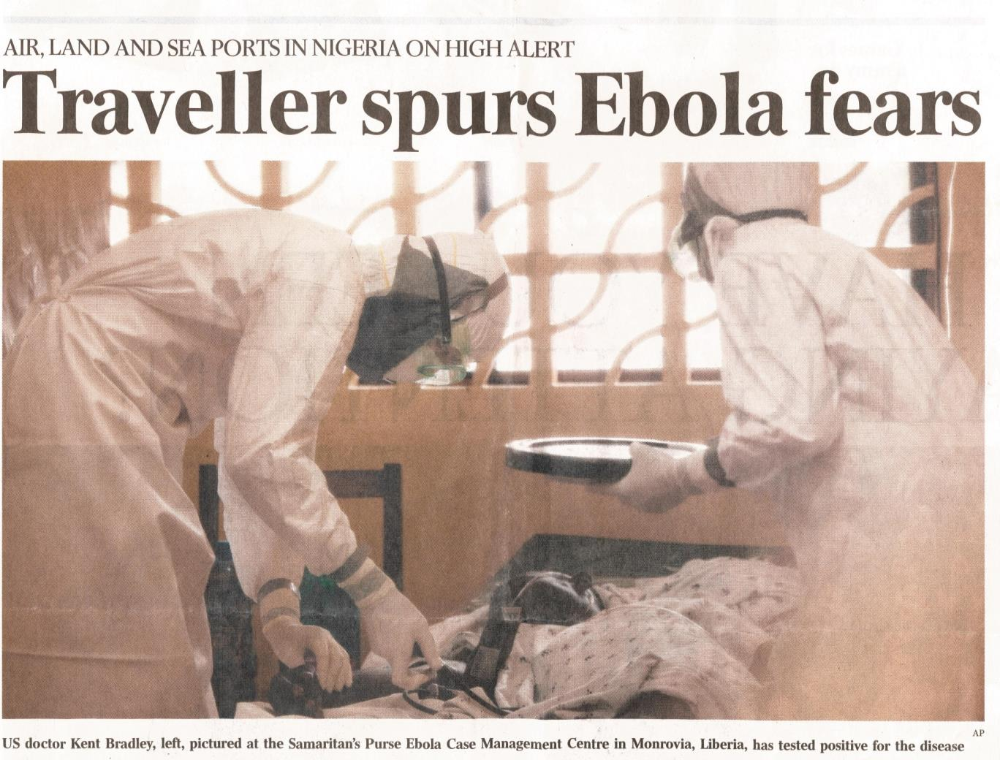 AIR, LAND AND SEA PORTS IN NIGERIA ON HIGH ALERT
Traveller spurs Ebola fears
AP
US doctor Kent Bradley, left, pictured at the Samaritan's Purse Ebola Case Management Centre in Monrovia, Liberia, has tested positive for the disease